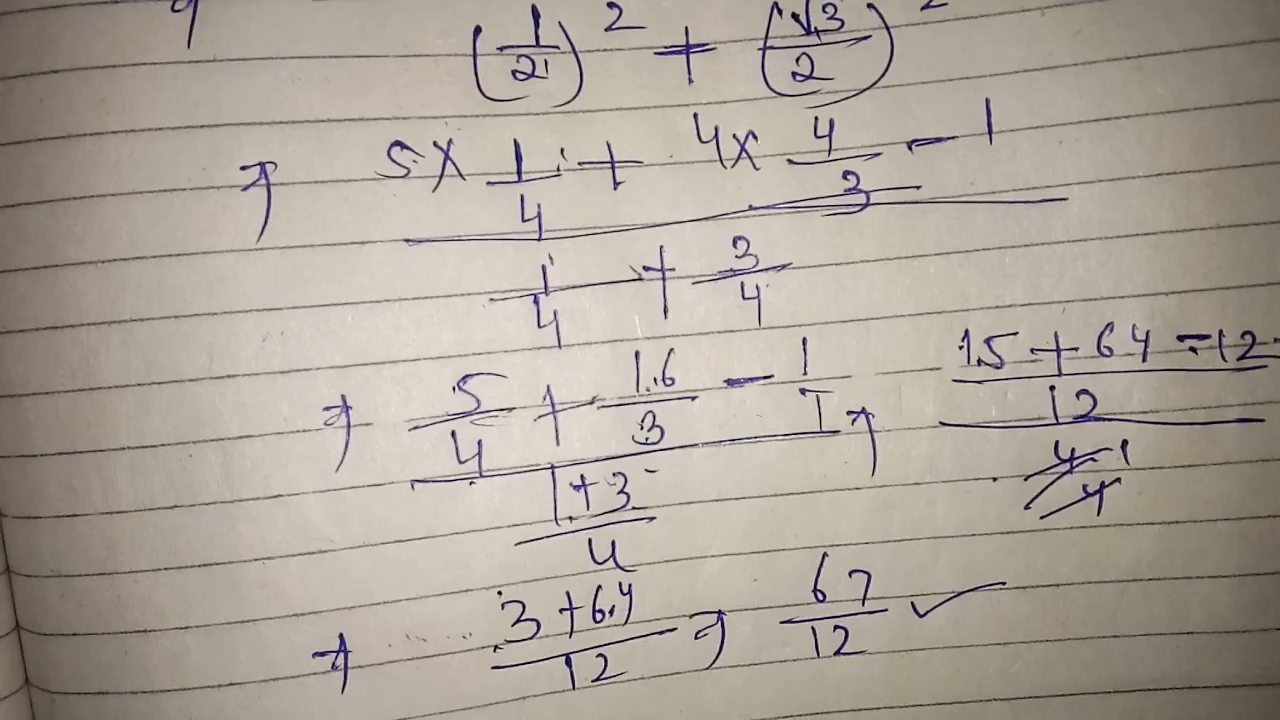 (1/2)² + (√3/2)²
⇒ (5 × 1/4 + 4 × 4/3 - 1) / (1/4 + 3/4)
⇒ (5/4 + 16/3 - 1/1) / ((1+3)/4) ⇒ ((15 + 64 - 12)/12) / (4/4) 1
⇒ (3 + 64)/12 ⇒ 67/12 ✓